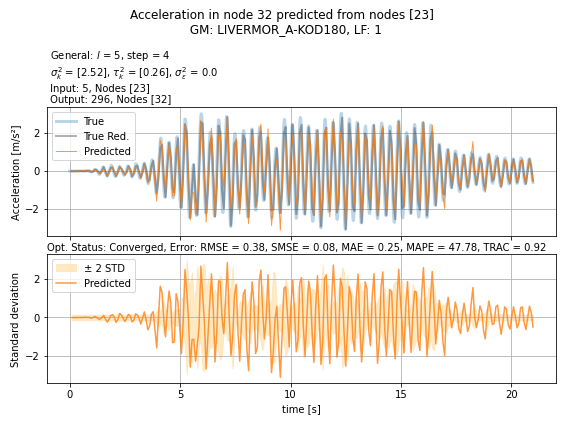 Acceleration in node 32 predicted from nodes [23]
GM: LIVERMOR_A-KOD180, LF: 1
General: l = 5, step = 4
σ²ₖ = [2.52], τ²ₖ = [0.26], σ²ₑ = 0.0
Input: 5, Nodes [23]
Output: 296, Nodes [32]
Acceleration [m/s²]
2
0
−2
True
True Red.
Predicted
Opt. Status: Converged, Error: RMSE = 0.38, SMSE = 0.08, MAE = 0.25, MAPE = 47.78, TRAC = 0.92
Standard deviation
2
0
−2
± 2 STD
Predicted
0 5 10 15 20
time [s]